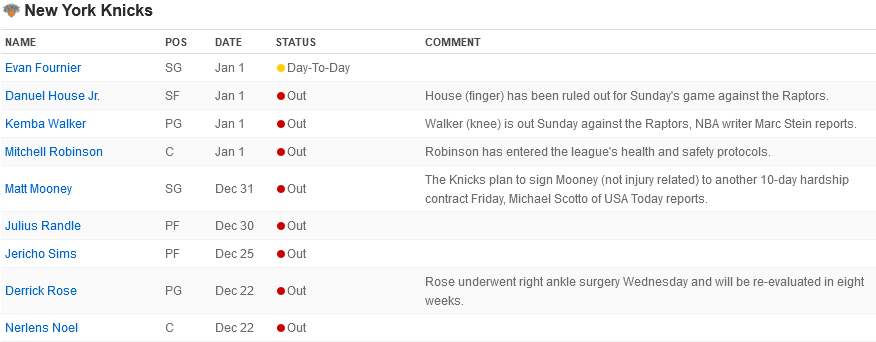 New York Knicks
NAME POS DATE STATUS COMMENT
Evan Fournier SG Jan 1 Day-To-Day
Danuel House Jr. SF Jan 1 Out House (finger) has been ruled out for Sunday's game against the Raptors.
Kemba Walker PG Jan 1 Out Walker (knee) is out Sunday against the Raptors, NBA writer Marc Stein reports.
Mitchell Robinson C Jan 1 Out Robinson has entered the league's health and safety protocols.
Matt Mooney SG Dec 31 Out The Knicks plan to sign Mooney (not injury related) to another 10-day hardship
contract Friday, Michael Scotto of USA Today reports.
Julius Randle PF Dec 30 Out
Jericho Sims PF Dec 25 Out
Derrick Rose PG Dec 22 Out Rose underwent right ankle surgery Wednesday and will be re-evaluated in eight
weeks.
Nerlens Noel C Dec 22 Out